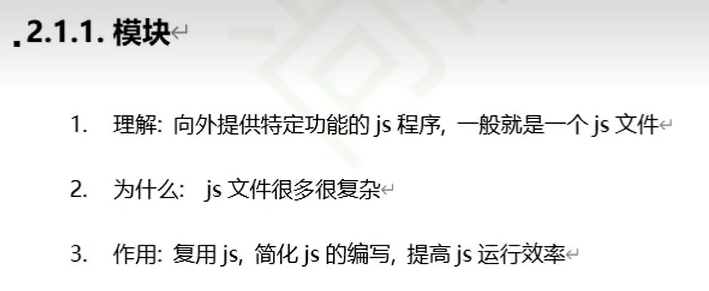 2.1.1. 模块
1. 理解: 向外提供特定功能的 js 程序, 一般就是一个 js 文件
2. 为什么: js 文件很多很复杂
3. 作用: 复用 js, 简化 js 的编写, 提高 js 运行效率